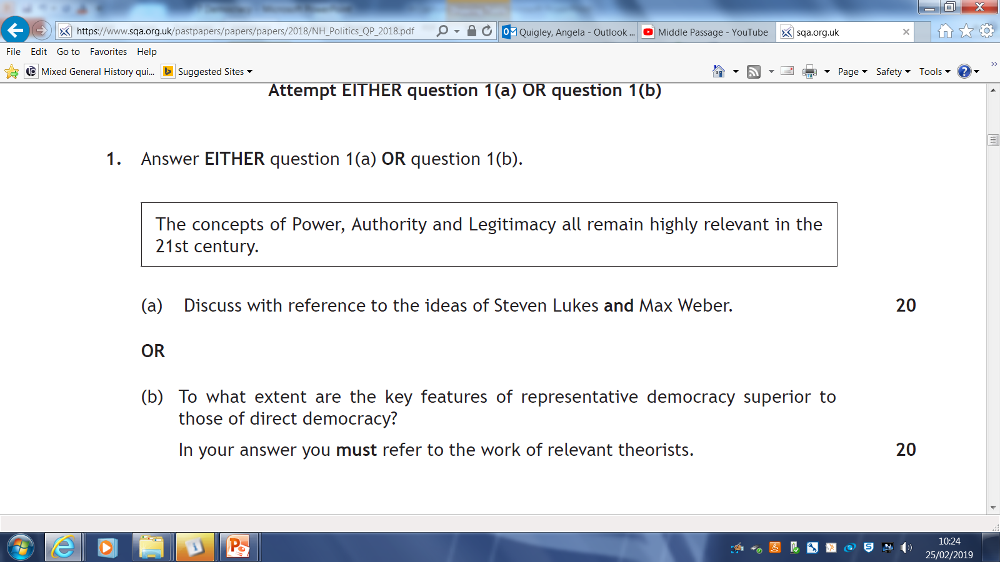 https://www.sqa.org.uk/pastpapers/papers/papers/2018/NH_Politics_QP_2018.pdf
Quigley, Angela - Outlook ...
Middle Passage - YouTube
sqa.org.uk
File Edit Go to Favorites Help
Mixed General History qui...
Suggested Sites
Page
Safety
Tools
Attempt EITHER question 1(a) OR question 1(b)
1. Answer EITHER question 1(a) OR question 1(b).
The concepts of Power, Authority and Legitimacy all remain highly relevant in the
21st century.
(a) Discuss with reference to the ideas of Steven Lukes and Max Weber. 20
OR
(b) To what extent are the key features of representative democracy superior to
those of direct democracy?
In your answer you must refer to the work of relevant theorists. 20
10:24
25/02/2019